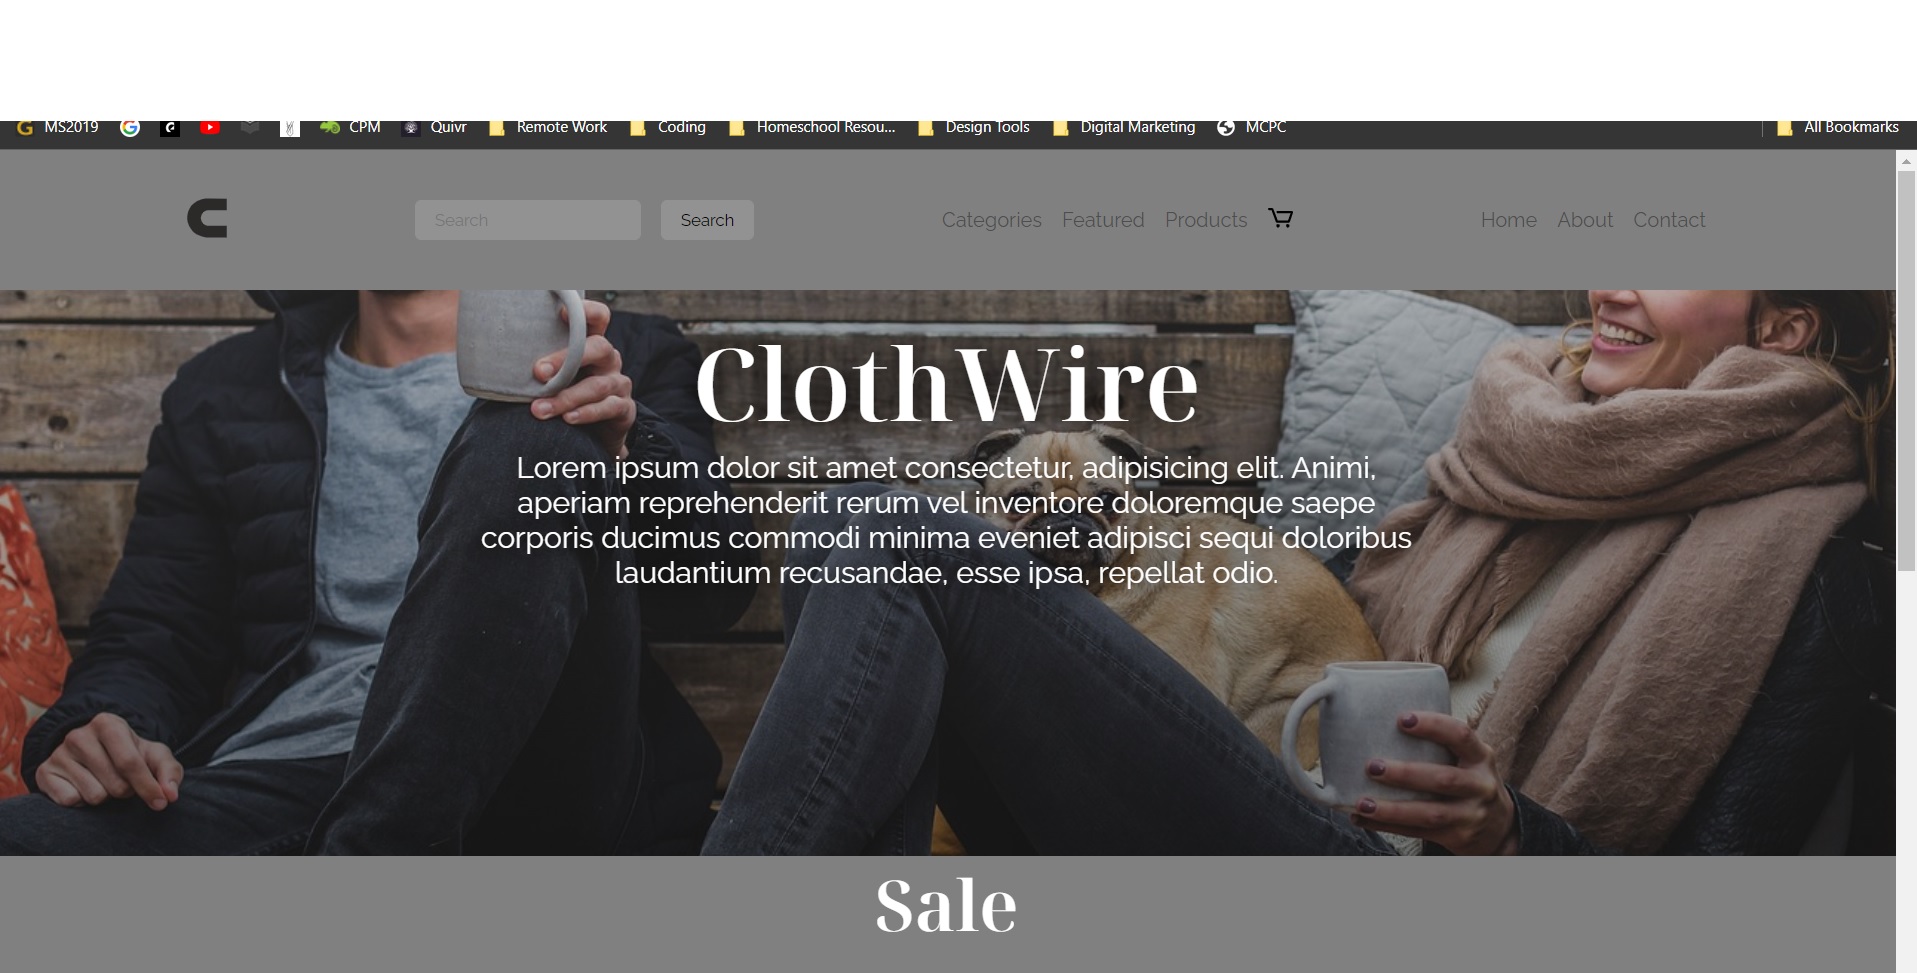 MS2019 CPM Quivr Remote Work Coding Homeschool Resou... Design Tools Digital Marketing MCPC All Bookmarks
C Search Search Categories Featured Products Home About Contact
ClothWire
Lorem ipsum dolor sit amet consectetur, adipisicing elit. Animi,
aperiam reprehenderit rerum vel inventore doloremque saepe
corporis ducimus commodi minima eveniet adipisci sequi doloribus
laudantium recusandae, esse ipsa, repellat odio.
Sale